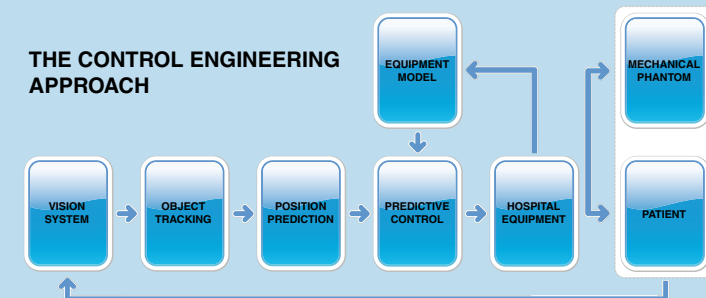 THE CONTROL ENGINEERING
APPROACH
EQUIPMENT
MODEL
MECHANICAL
PHANTOM
VISION
SYSTEM
OBJECT
TRACKING
POSITION
PREDICTION
PREDICTIVE
CONTROL
HOSPITAL
EQUIPMENT
PATIENT